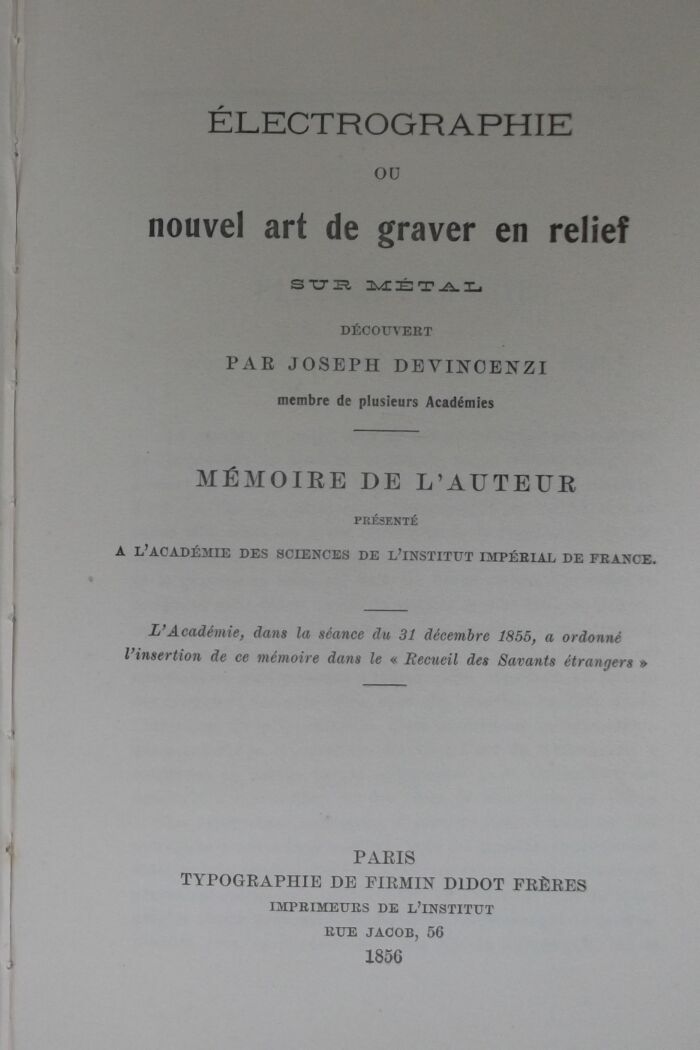 ÉLECTROGRAPHIE
OU
nouvel art de graver en relief
SUR MÉTAL
DÉCOUVERT
PAR JOSEPH DEVINCENZI
membre de plusieurs Académies
MÉMOIRE DE L'AUTEUR
PRÉSENTÉ
A L'ACADÉMIE DES SCIENCES DE L'INSTITUT IMPÉRIAL DE FRANCE.
L'Académie, dans la séance du 31 décembre 1855, a ordonné
l'insertion de ce mémoire dans le « Recueil des Savants étrangers »
PARIS
TYPOGRAPHIE DE FIRMIN DIDOT FRÈRES
IMPRIMEURS DE L'INSTITUT
RUE JACOB, 56
1856